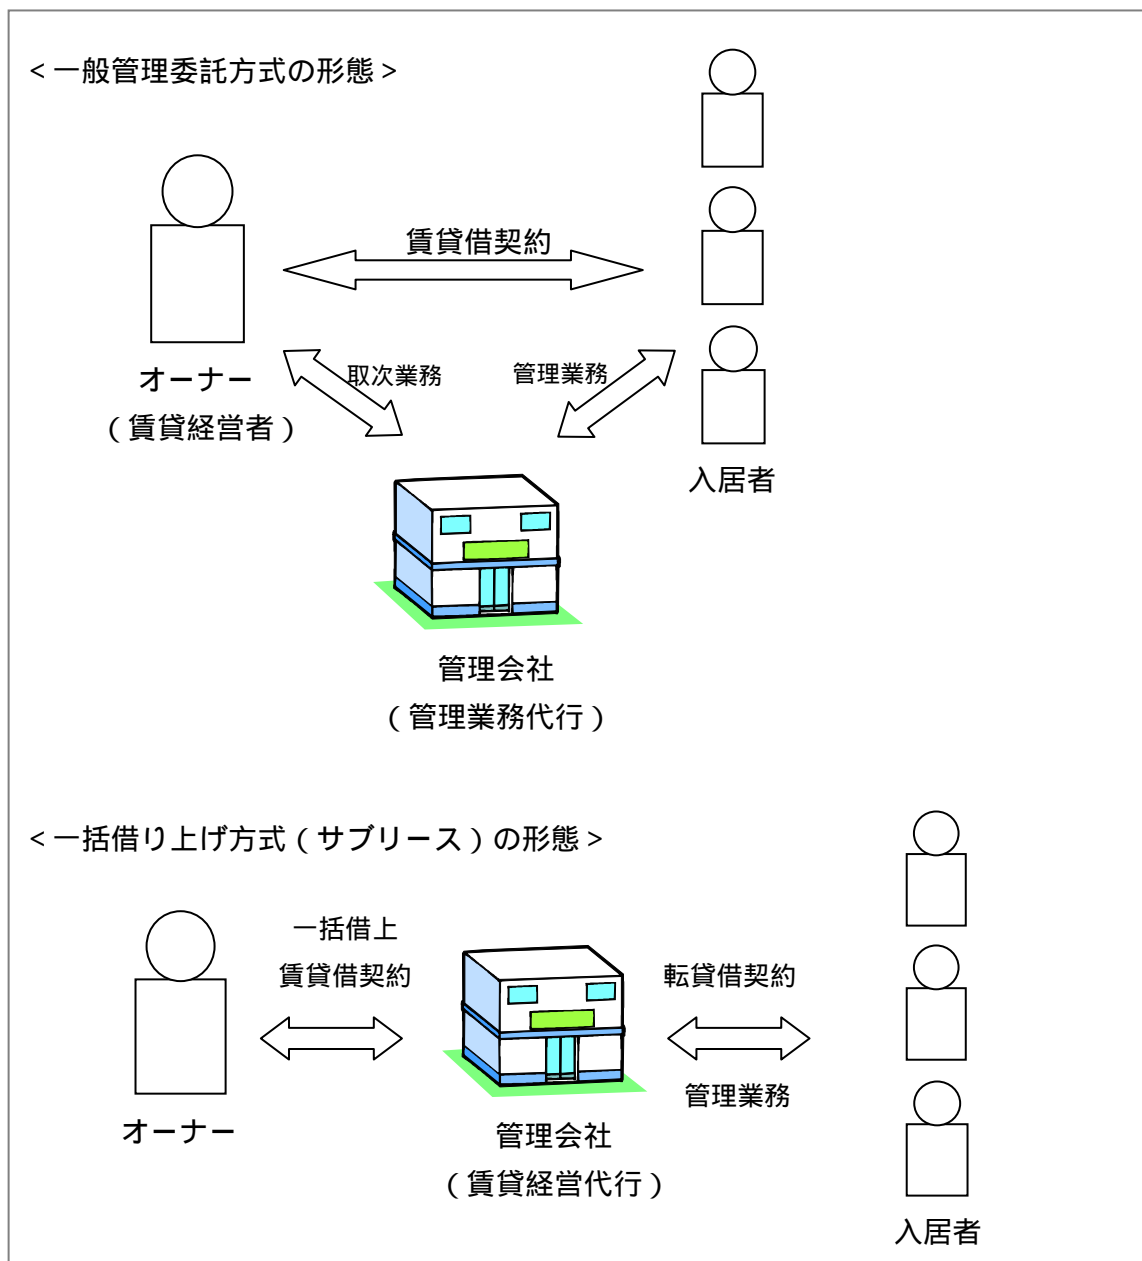 ＜一般管理委託方式の形態＞
賃貸借契約
取次業務
管理業務
オーナー
（賃貸経営者）
入居者
管理会社
（管理業務代行）
＜一括借り上げ方式（サブリース）の形態＞
一括借上
賃貸借契約
転貸借契約
管理業務
オーナー
管理会社
（賃貸経営代行）
入居者